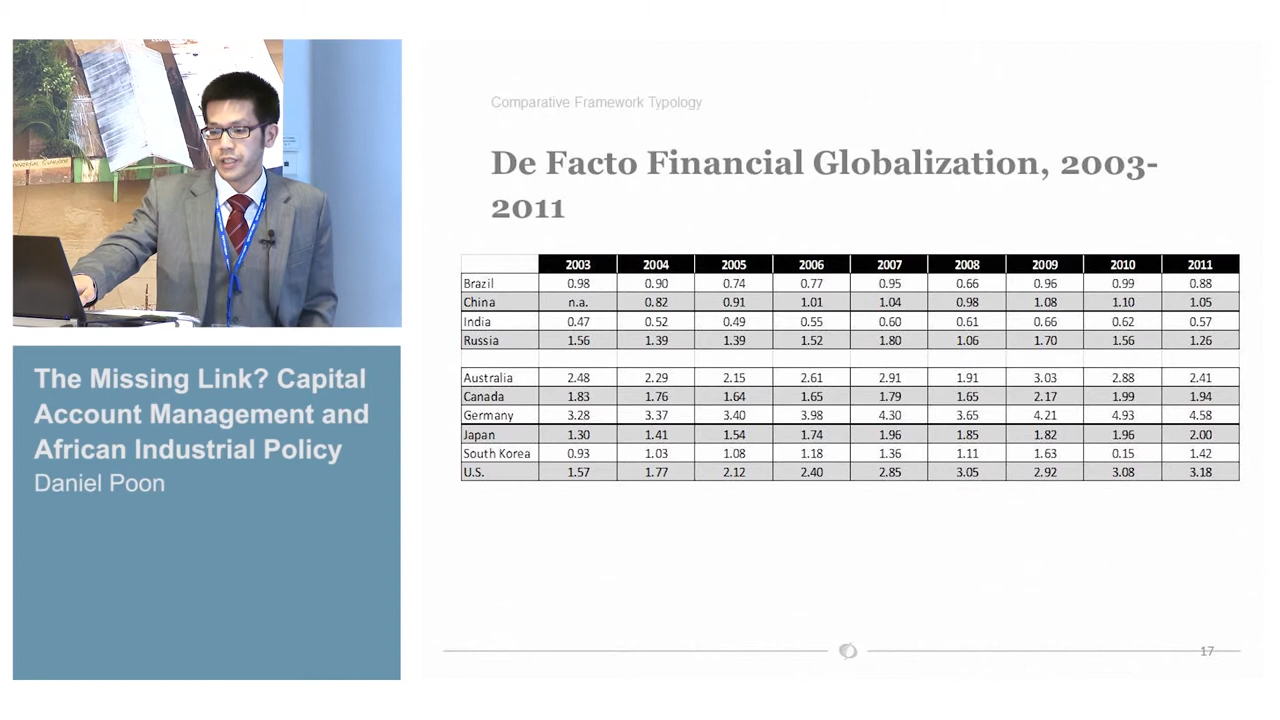 The Missing Link? Capital
Account Management and
African Industrial Policy
Daniel Poon
Comparative Framework Typology
De Facto Financial Globalization, 2003-
2011
2003 2004 2005 2006 2007 2008 2009 2010 2011
Brazil 0.98 0.90 0.74 0.77 0.95 0.66 0.96 0.99 0.88
China n.a. 0.82 0.91 1.01 1.04 0.98 1.08 1.10 1.05
India 0.47 0.52 0.49 0.55 0.60 0.61 0.66 0.62 0.57
Russia 1.56 1.39 1.39 1.52 1.80 1.06 1.70 1.56 1.26
Australia 2.48 2.29 2.15 2.61 2.91 1.91 3.03 2.88 2.41
Canada 1.83 1.76 1.64 1.65 1.79 1.65 2.17 1.99 1.94
Germany 3.28 3.37 3.40 3.98 4.30 3.65 4.21 4.93 4.58
Japan 1.30 1.41 1.54 1.74 1.96 1.85 1.82 1.96 2.00
South Korea 0.93 1.03 1.08 1.18 1.36 1.11 1.63 0.15 1.42
U.S. 1.57 1.77 2.12 2.40 2.85 3.05 2.92 3.08 3.18
17